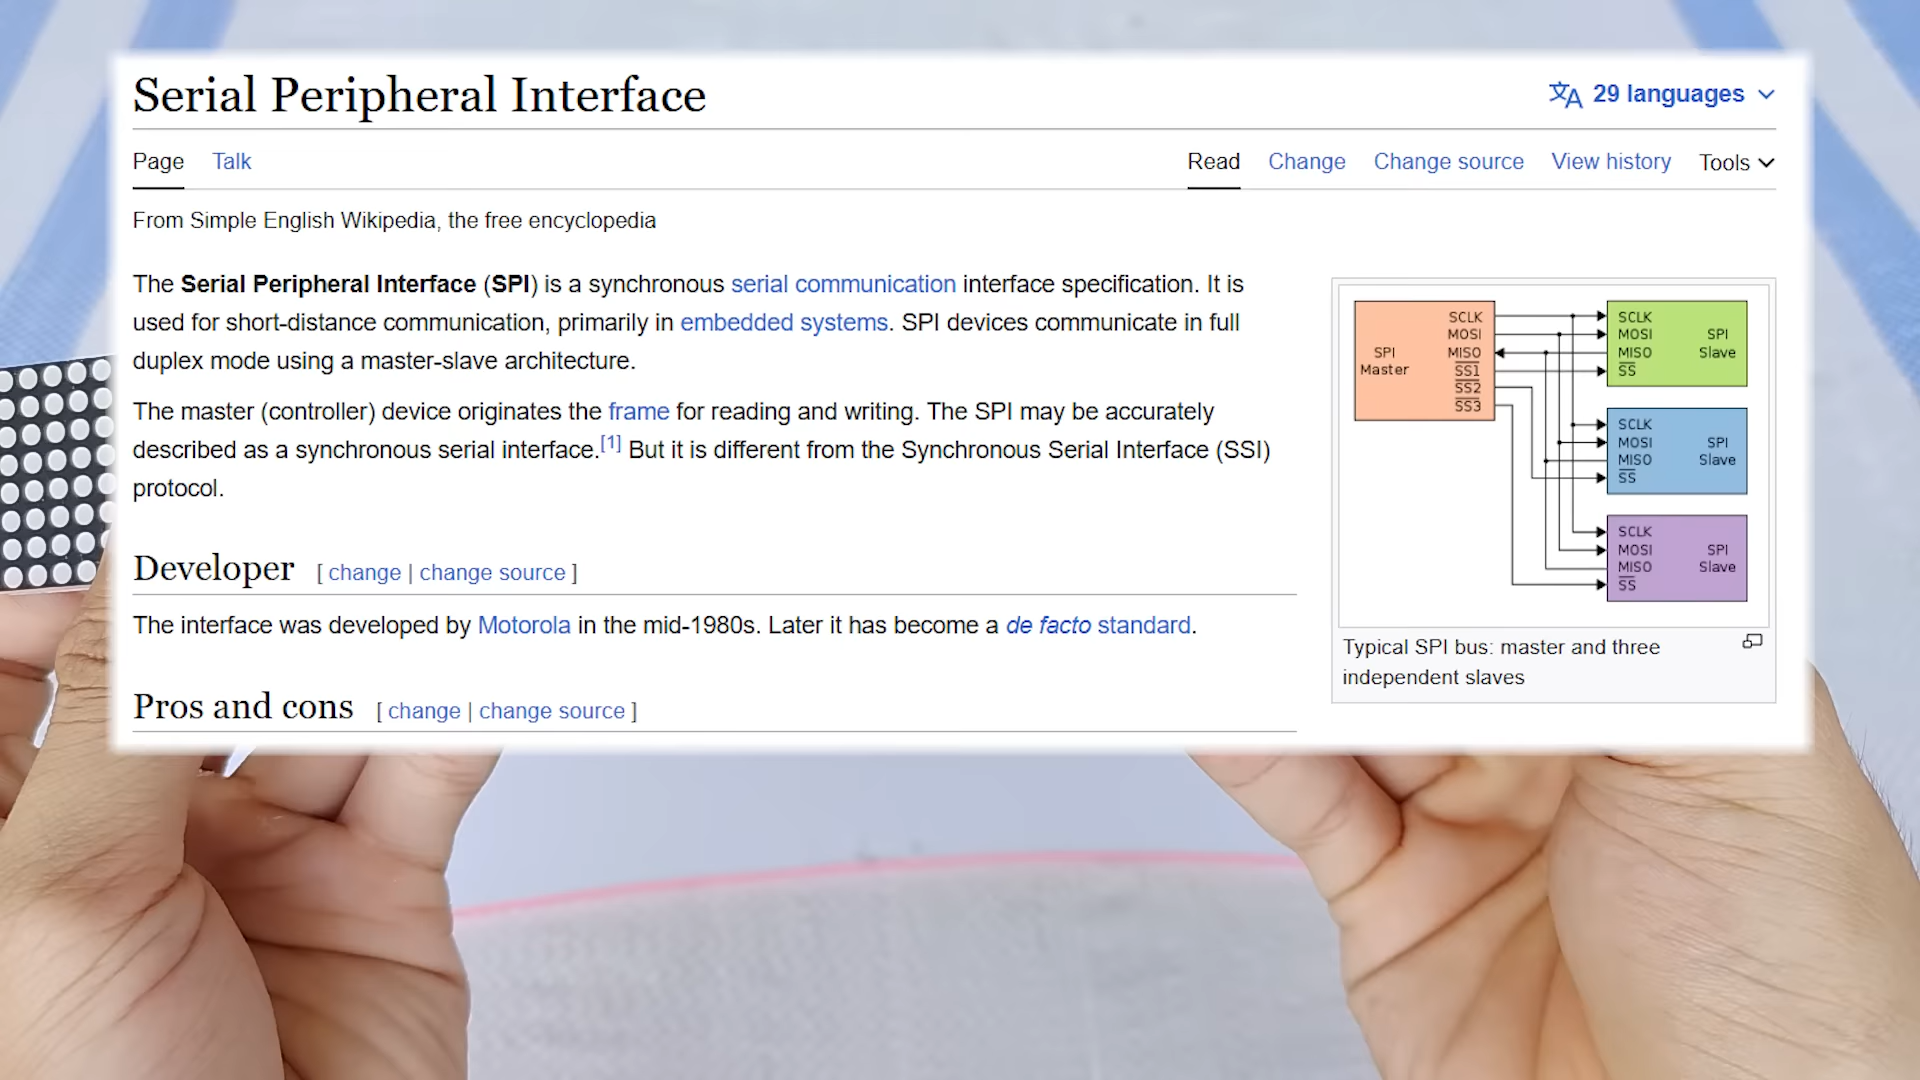 Serial Peripheral Interface
29 languages
Page Talk
Read Change Change source View history Tools
From Simple English Wikipedia, the free encyclopedia
The Serial Peripheral Interface (SPI) is a synchronous serial communication interface specification. It is
used for short-distance communication, primarily in embedded systems. SPI devices communicate in full
duplex mode using a master-slave architecture.
The master (controller) device originates the frame for reading and writing. The SPI may be accurately
described as a synchronous serial interface.[1] But it is different from the Synchronous Serial Interface (SSI)
protocol.
Developer [ change | change source ]
The interface was developed by Motorola in the mid-1980s. Later it has become a de facto standard.
Pros and cons [ change | change source ]
SPI
Master
SCLK
MOSI
MISO
SS1
SS2
SS3
SCLK
MOSI
MISO
SS
SPI
Slave
SCLK
MOSI
MISO
SS
SPI
Slave
SCLK
MOSI
MISO
SS
SPI
Slave
Typical SPI bus: master and three
independent slaves